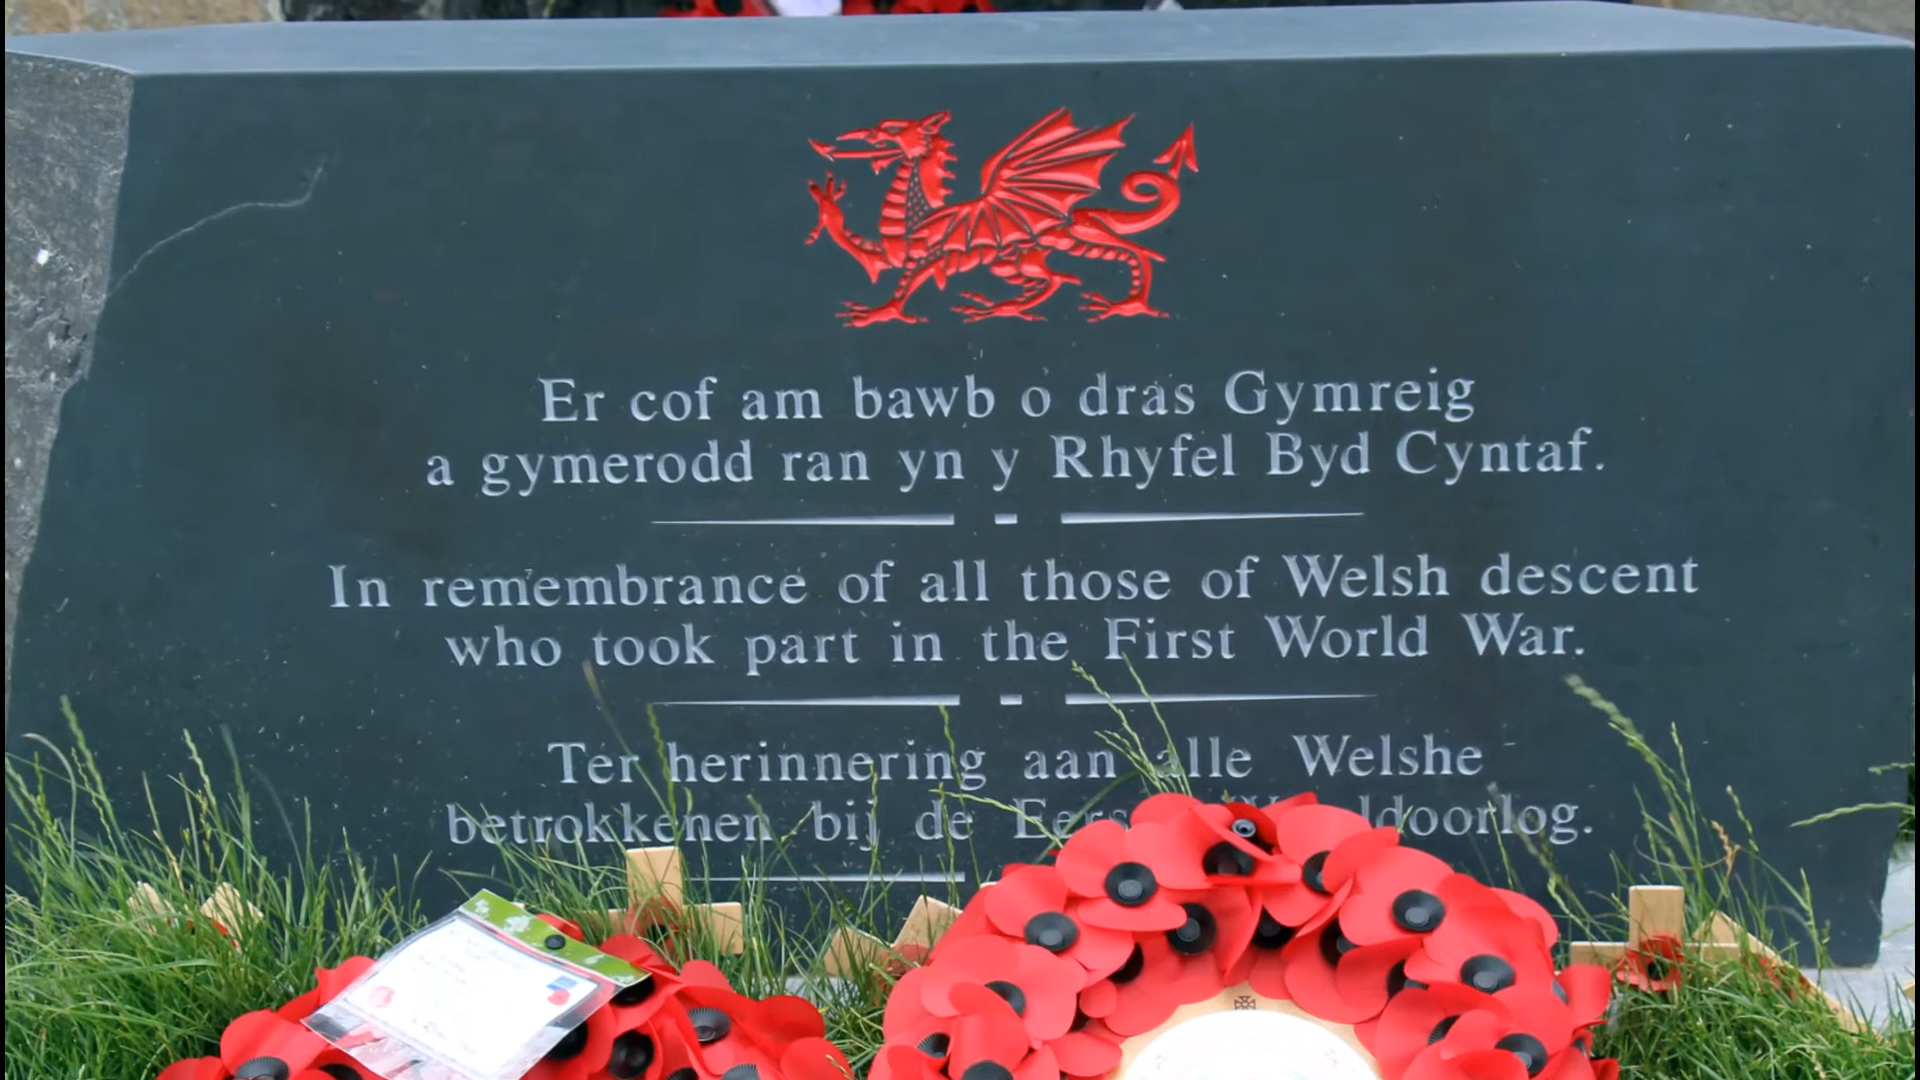 Er cof am bawb o dras Gymreig
a gymerodd ran yn y Rhyfel Byd Cyntaf.
In remembrance of all those of Welsh descent
who took part in the First World War.
Ter herinnering aan alle Welshe
betrokkenen bij de